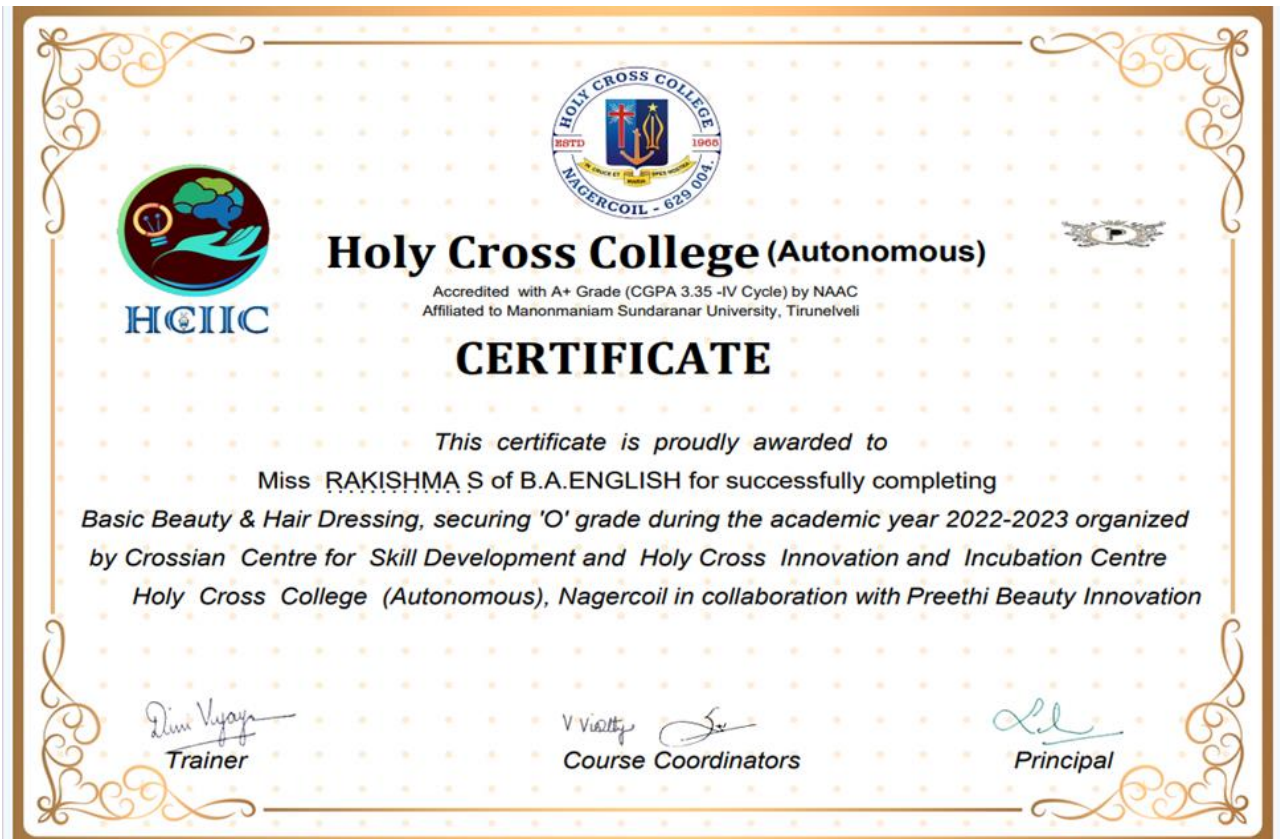 HOLY CROSS COLLEGE
ESTD 1965
NAGERCOIL - 629 004.
HCIIC
P
Holy Cross College (Autonomous)
Accredited with A+ Grade (CGPA 3.35 -IV Cycle) by NAAC
Affiliated to Manonmaniam Sundaranar University, Tirunelveli
CERTIFICATE
This certificate is proudly awarded to
Miss RAKISHMA S of B.A.ENGLISH for successfully completing
Basic Beauty & Hair Dressing, securing 'O' grade during the academic year 2022-2023 organized
by Crossian Centre for Skill Development and Holy Cross Innovation and Incubation Centre
Holy Cross College (Autonomous), Nagercoil in collaboration with Preethi Beauty Innovation
Trainer
Course Coordinators
Principal